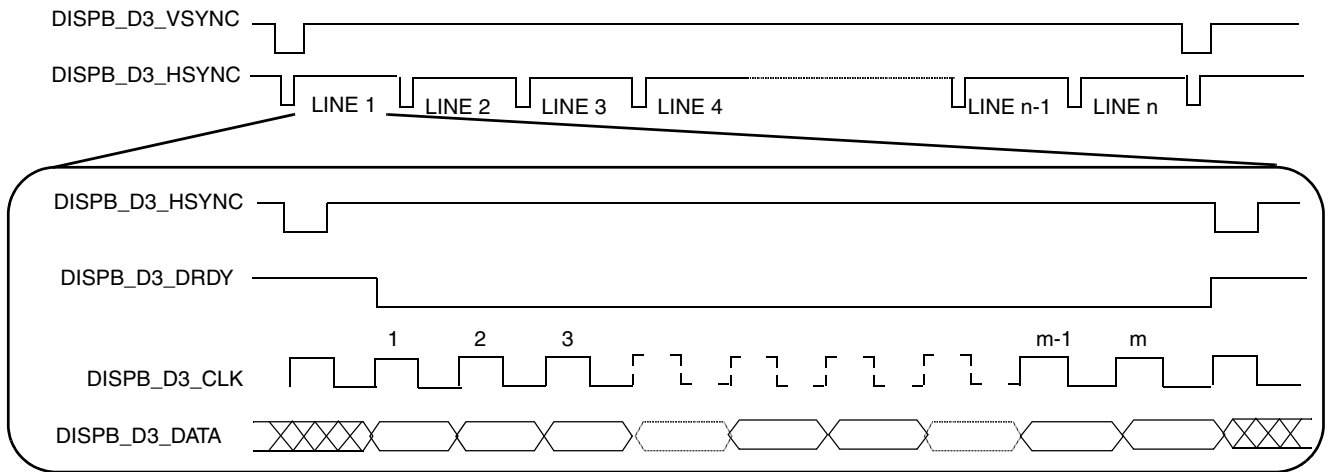 DISPB_D3_VSYNC
DISPB_D3_HSYNC
LINE 1 LINE 2 LINE 3 LINE 4 LINE n-1 LINE n
DISPB_D3_HSYNC
DISPB_D3_DRDY
1 2 3 m-1 m
DISPB_D3_CLK
DISPB_D3_DATA